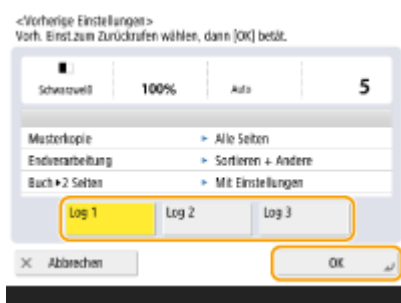 <Vorherige Einstellungen>
Vorh. Einst.zum Zurückrufen wählen, dann [OK] betät.
Schwarzweiß 100% Auto 5
Musterkopie ▸ Alle Seiten
Endverarbeitung ▸ Sortieren + Andere
Buch▸2 Seiten ▸ Mit Einstellungen
Log 1 Log 2 Log 3
× Abbrechen OK